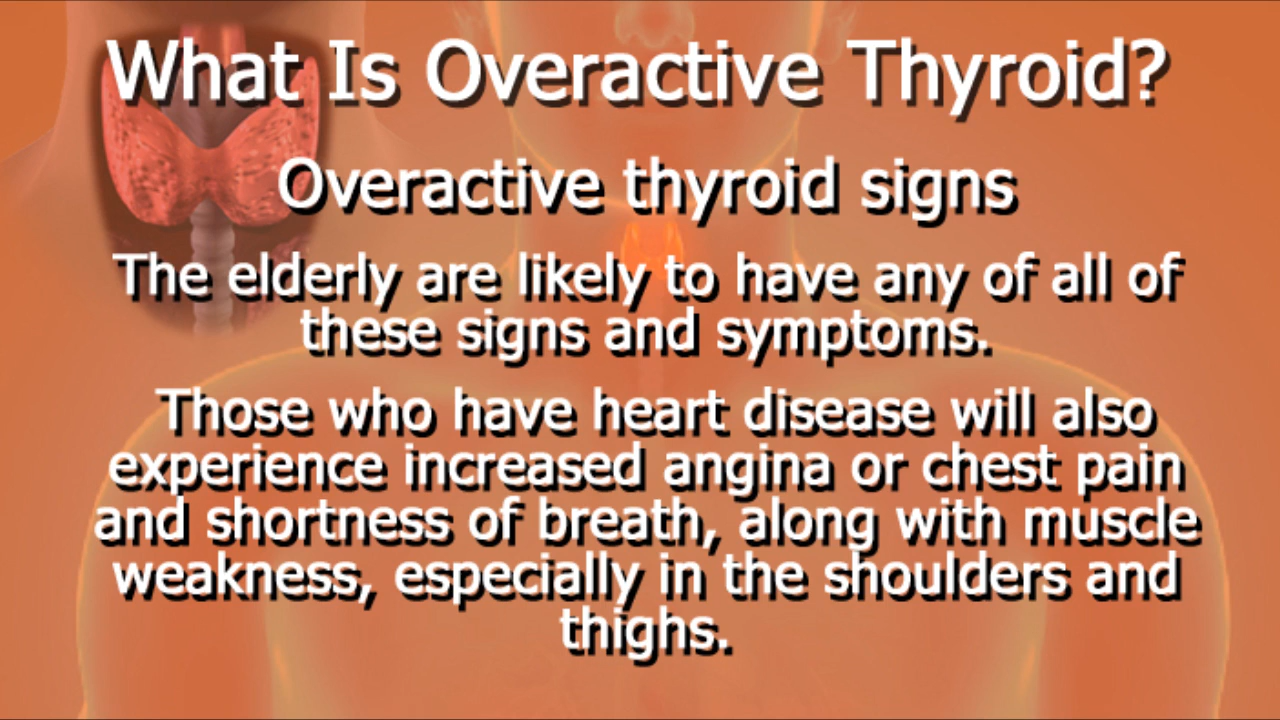 What Is Overactive Thyroid?
Overactive thyroid signs
The elderly are likely to have any of all of
these signs and symptoms.
Those who have heart disease will also
experience increased angina or chest pain
and shortness of breath, along with muscle
weakness, especially in the shoulders and
thighs.